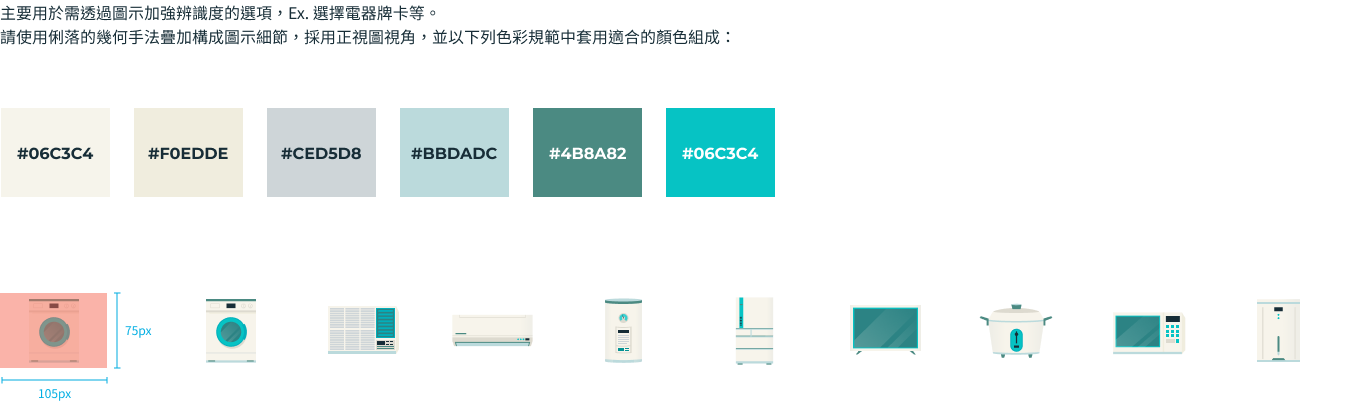 主要用於需透過圖示加強辨識度的選項，Ex. 選擇電器牌卡等。
請使用俐落的幾何手法疊加構成圖示細節，採用正視圖視角，並以下列色彩規範中套用適合的顏色組成：
#06C3C4 #F0EDDE #CED5D8 #BBDADC #4B8A82 #06C3C4
75px
105px